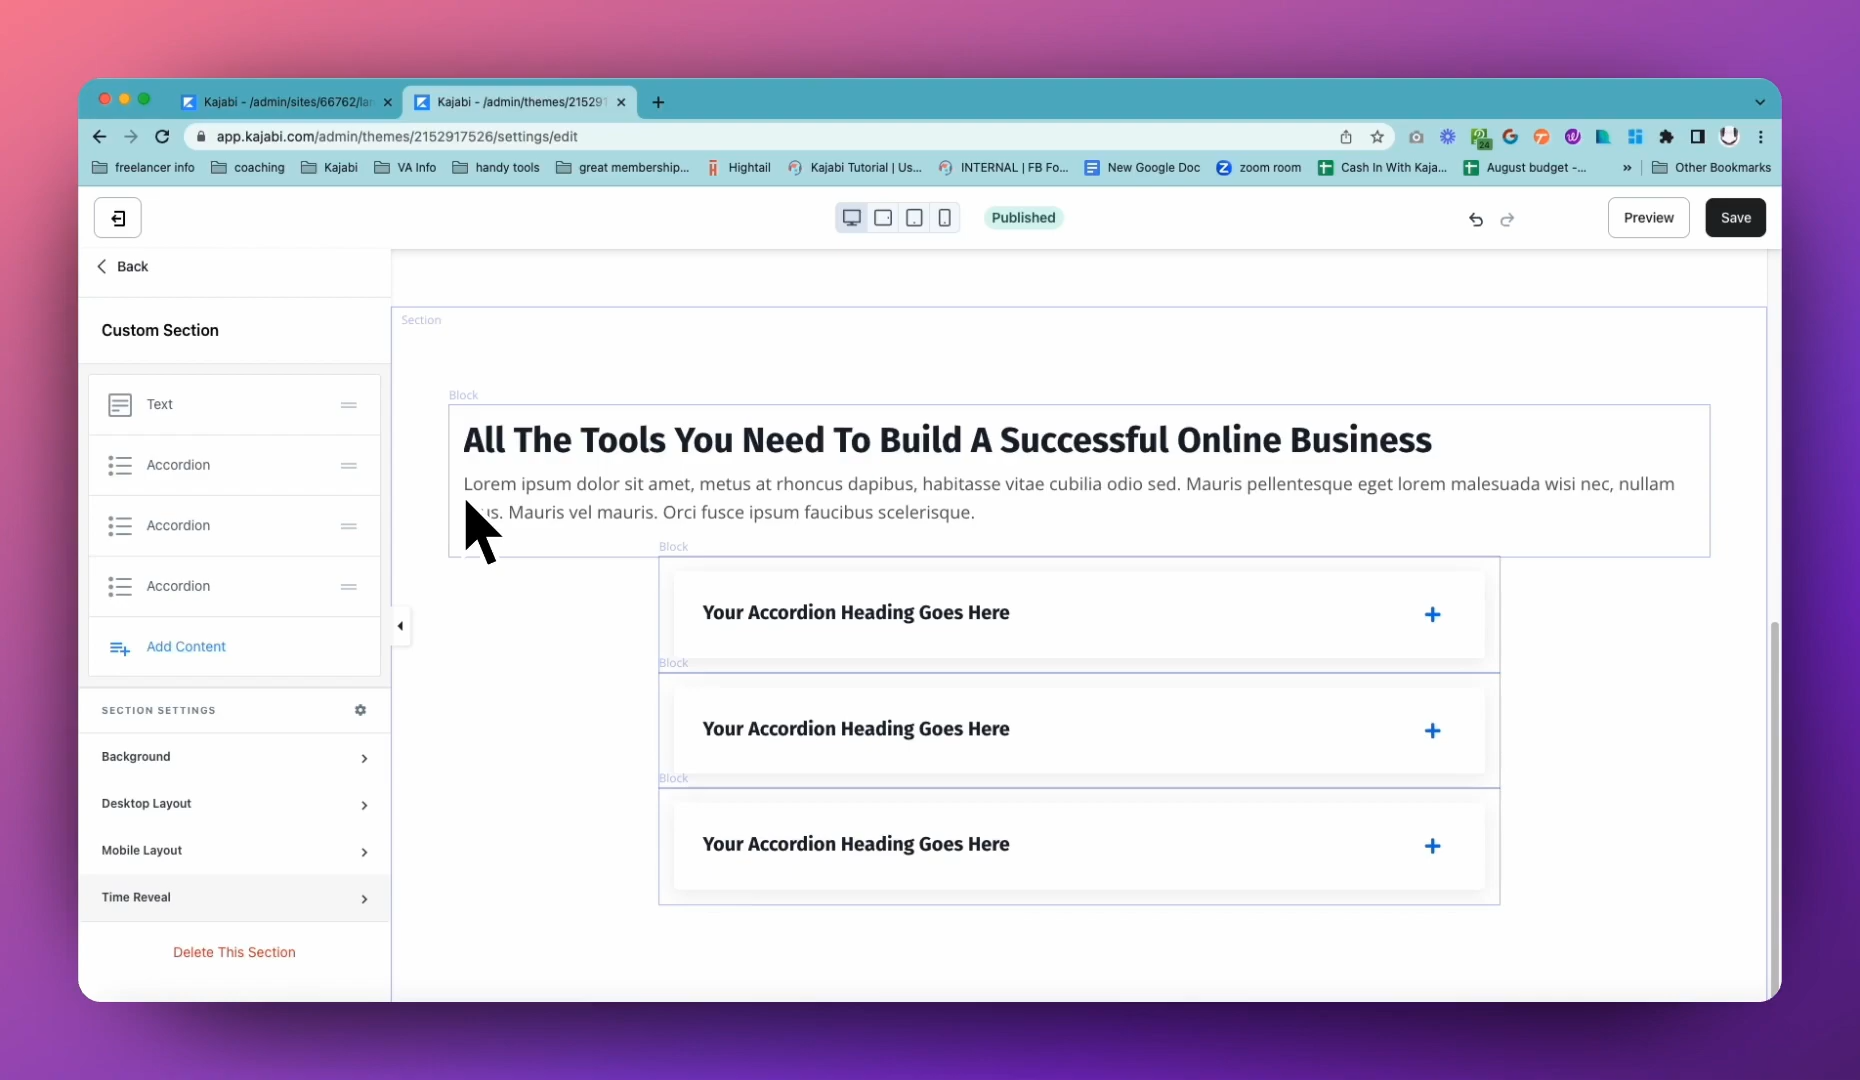 Kajabi - /admin/sites/66762/lan
Kajabi - /admin/themes/21529
app.kajabi.com/admin/themes/2152917526/settings/edit
24
freelancer info
coaching
Kajabi
VA Info
handy tools
great membership...
Hightail
Kajabi Tutorial | Us...
INTERNAL | FB Fo...
New Google Doc
zoom room
Cash In With Kaja...
August budget -...
»
Other Bookmarks
Published
Preview
Save
Back
Custom Section
Text
Accordion
Accordion
Accordion
Add Content
SECTION SETTINGS
Background
Desktop Layout
Mobile Layout
Time Reveal
Delete This Section
Section
Block
All The Tools You Need To Build A Successful Online Business
Lorem ipsum dolor sit amet, metus at rhoncus dapibus, habitasse vitae cubilia odio sed. Mauris pellentesque eget lorem malesuada wisi nec, nullam
Mauris vel mauris. Orci fusce ipsum faucibus scelerisque.
Block
Your Accordion Heading Goes Here
Block
Your Accordion Heading Goes Here
Block
Your Accordion Heading Goes Here